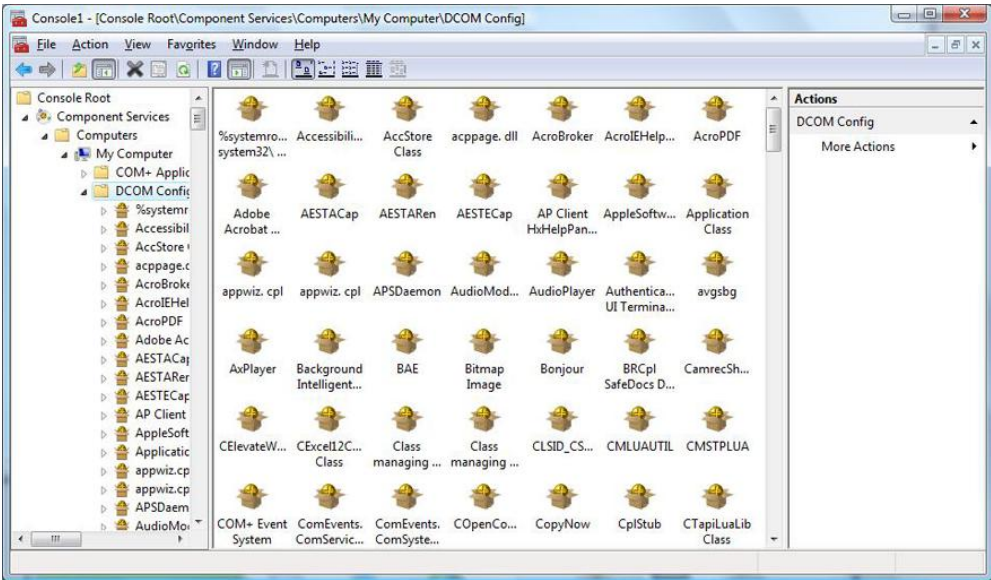 Console1 - [Console Root\Component Services\Computers\My Computer\DCOM Config]
File Action View Favorites Window Help
Console Root
Component Services
Computers
My Computer
COM+ Applic
DCOM Config
%systemr
Accessibil
AccStore
acppage.c
AcroBroke
AcroIEHel
AcroPDF
Adobe Ac
AESTACap
AESTARer
AESTECap
AP Client
AppleSoft
Applicatic
appwiz.cp
appwiz.cp
APSDaem
AudioMo
%systemro... Accessibili... AccStore acppage. dll AcroBroker AcroIEHelp... AcroPDF
system32\ ... Class
Adobe AESTACap AESTARen AESTECap AP Client AppleSoftw... Application
Acrobat ... HxHelpPan... Class
appwiz. cpl appwiz. cpl APSDaemon AudioMod... AudioPlayer Authentica... avgsbg
UI Termina...
AxPlayer Background BAE Bitmap Bonjour BRCpl CamrecSh...
Intelligent... Image SafeDocs D...
CElevateW... CExcel12C... Class Class CLSID_CS... CMLUAUTIL CMSTPLUA
Class managing ... managing ...
COM+ Event ComEvents. ComEvents. COpenCo... CopyNow CplStub CTapiLuaLib
System ComServic... ComSyste... Class
Actions
DCOM Config
More Actions